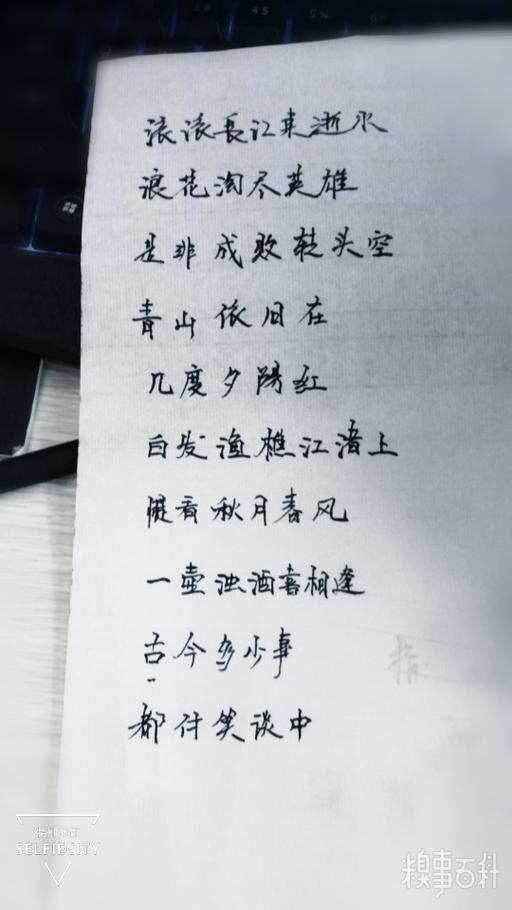 滚滚長江東逝水
浪花淘尽英雄
是非成败转头空
青山依旧在
几度夕陽红
白发渔樵江渚上
惯看秋月春风
一壶浊酒喜相逢
古今多少事
都付笑谈中
SELFIECITY
糗事百科